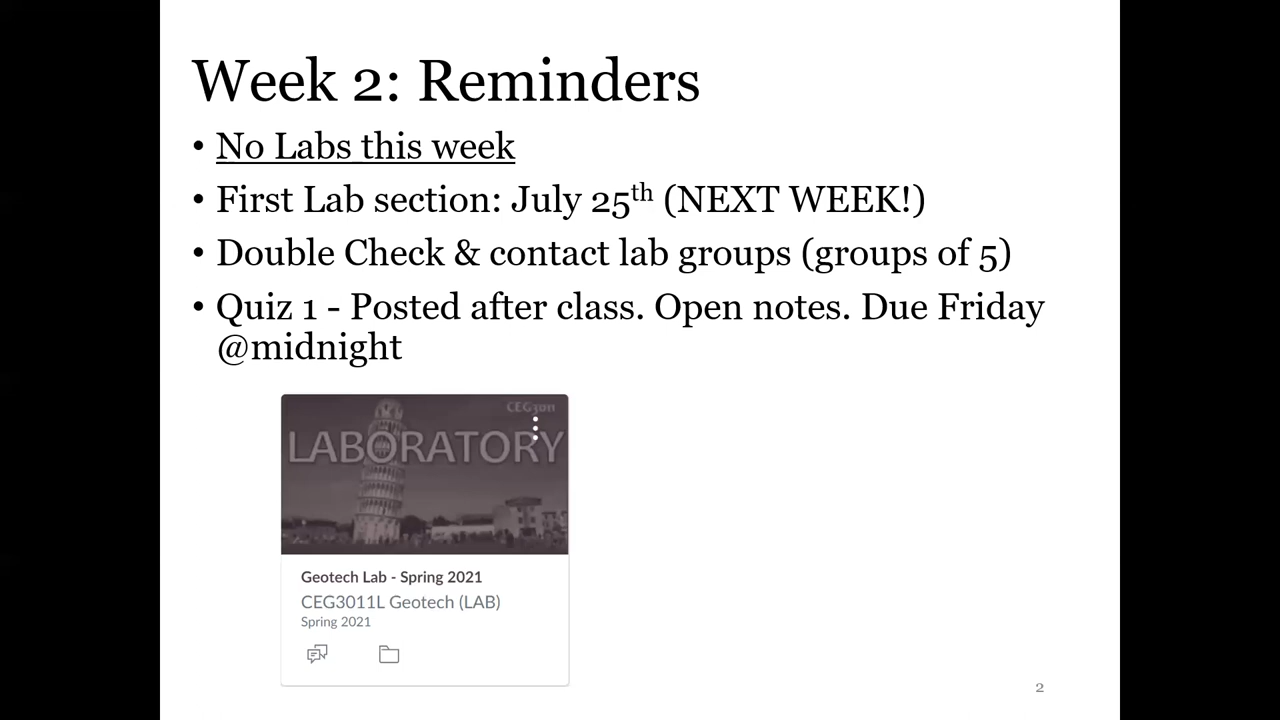 Week 2: Reminders
• No Labs this week
• First Lab section: July 25th (NEXT WEEK!)
• Double Check & contact lab groups (groups of 5)
• Quiz 1 - Posted after class. Open notes. Due Friday
@midnight
CEG3011
LABORATORY
Geotech Lab - Spring 2021
CEG3011L Geotech (LAB)
Spring 2021
2